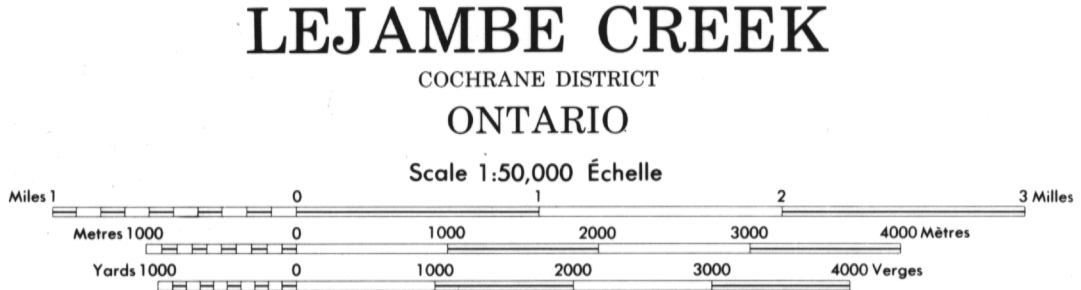 LEJAMBE CREEK
COCHRANE DISTRICT
ONTARIO
Scale 1:50,000 Échelle
Miles 1 0 1 2 3 Milles
Metres 1000 0 1000 2000 3000 4000 Mètres
Yards 1000 0 1000 2000 3000 4000 Verges